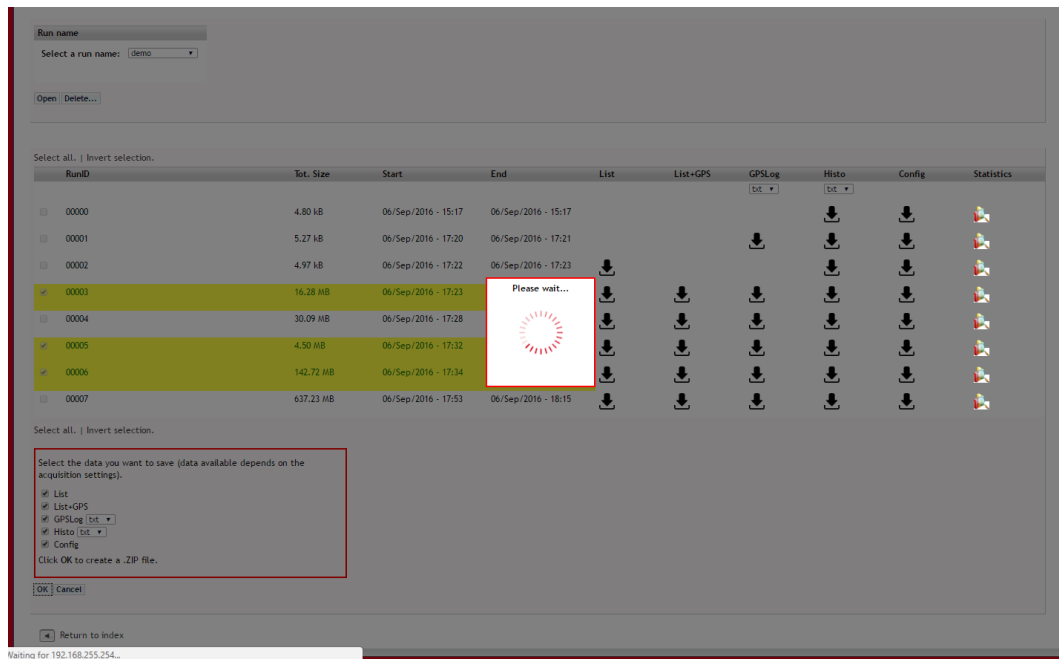 Run name
Select a run name: demo
Open Delete...
Select all. | Invert selection.
RunID Tot. Size Start End List List+GPS GPSLog Histo Config Statistics
txt txt
00000 4.80 kB 06/Sep/2016 - 15:17 06/Sep/2016 - 15:17
00001 5.27 kB 06/Sep/2016 - 17:20 06/Sep/2016 - 17:21
00002 4.97 kB 06/Sep/2016 - 17:22 06/Sep/2016 - 17:23
Please wait...
00003 16.28 MB 06/Sep/2016 - 17:23
00004 30.09 MB 06/Sep/2016 - 17:28
00005 4.50 MB 06/Sep/2016 - 17:32
00006 142.72 MB 06/Sep/2016 - 17:34
00007 637.23 MB 06/Sep/2016 - 17:53 06/Sep/2016 - 18:15
Select all. | Invert selection.
Select the data you want to save (data available depends on the
acquisition settings).
List
List+GPS
GPSLog txt
Histo txt
Config
Click OK to create a .ZIP file.
OK Cancel
Return to index
Waiting for 192.168.255.254...